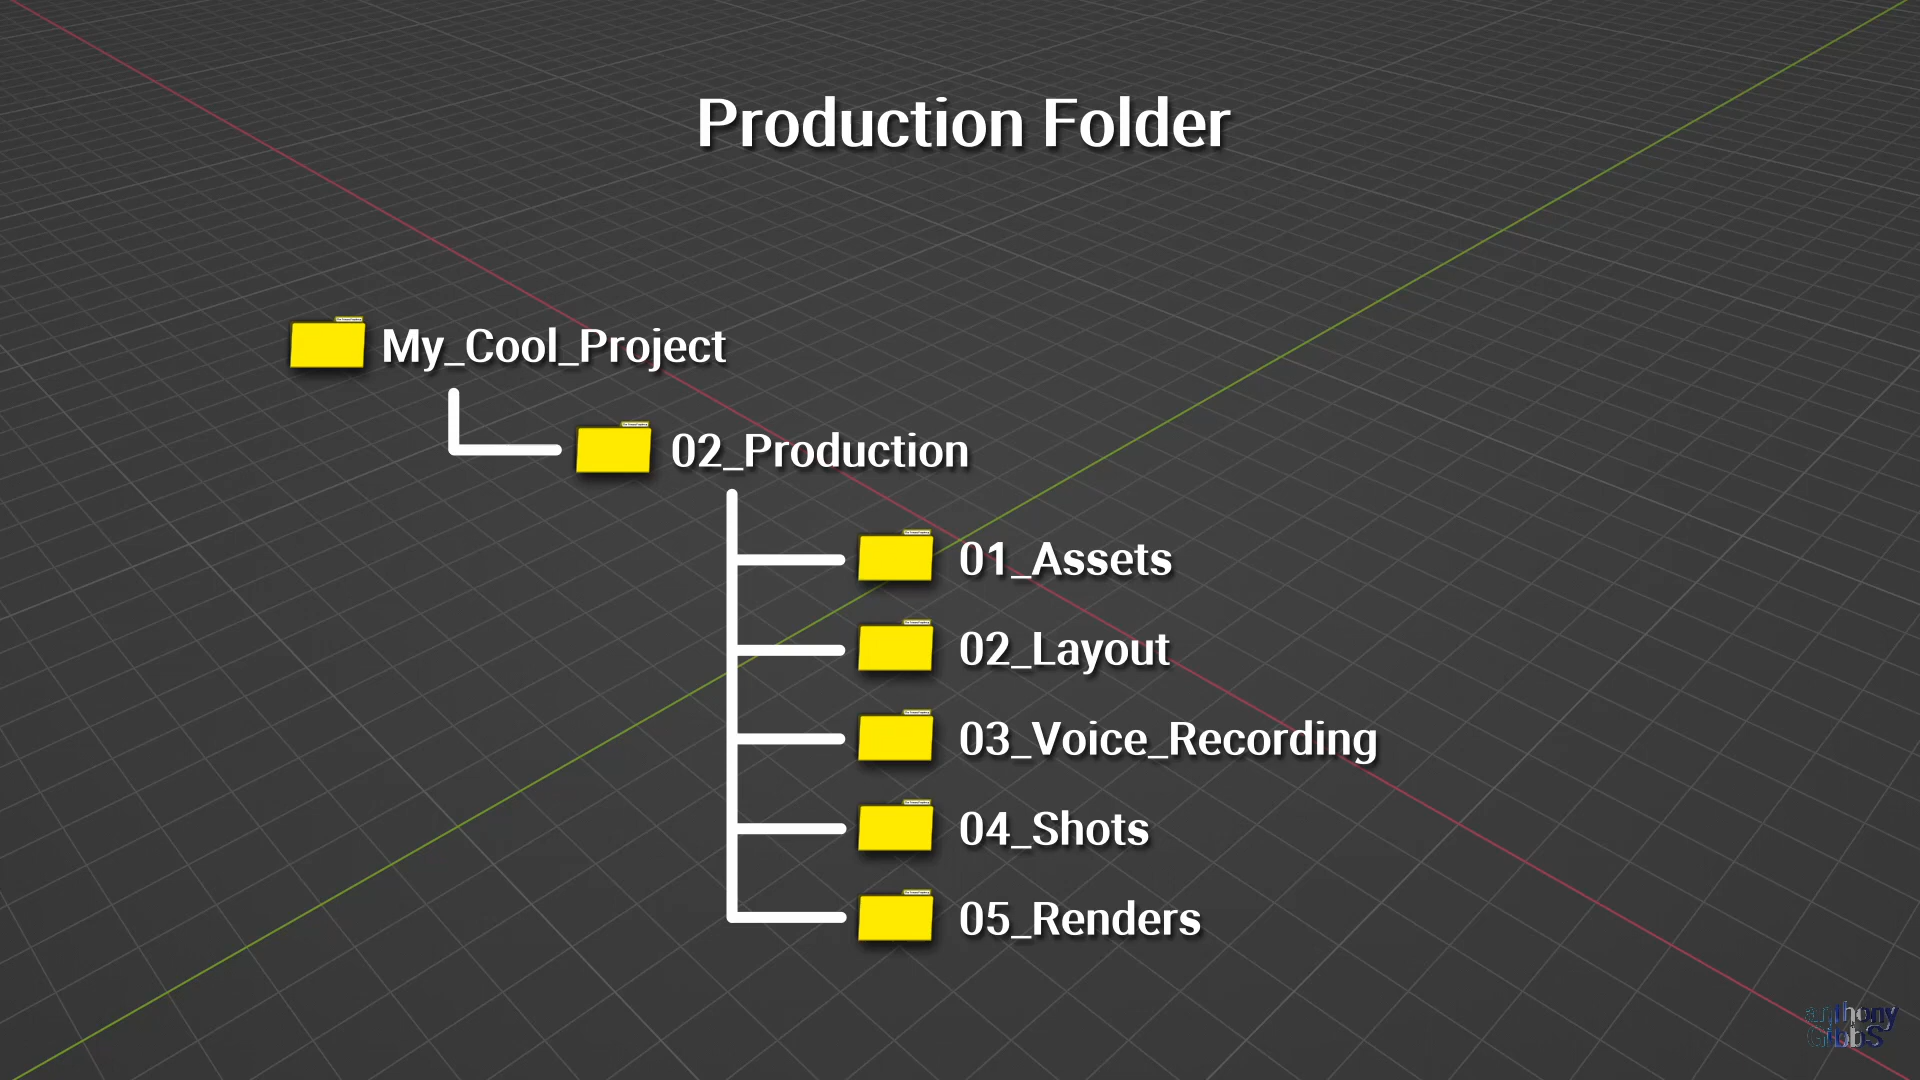 Production Folder
My_Cool_Project
02_Production
01_Assets
02_Layout
03_Voice_Recording
04_Shots
05_Renders
anthony
GibbS